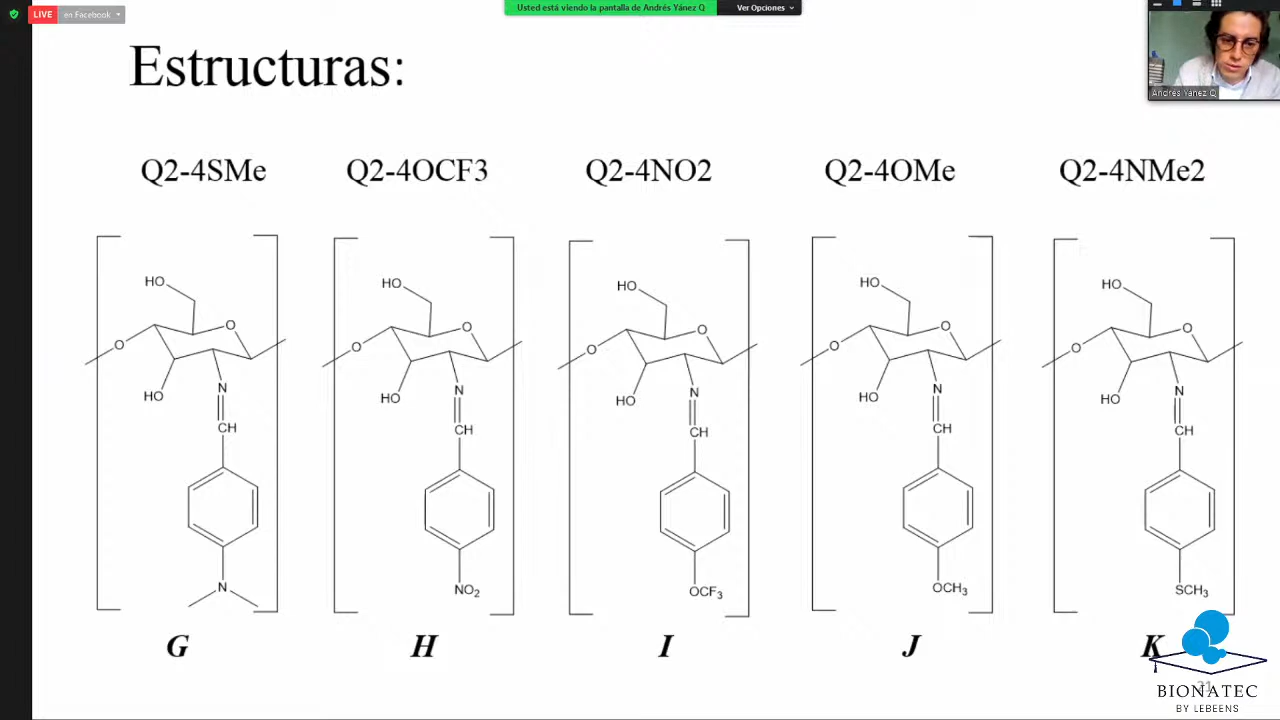 LIVE en Facebook
Usted está viendo la pantalla de Andrés Yánez Q Ver Opciones
Andrés Yánez Q
Estructuras:
Q2-4SMe Q2-4OCF3 Q2-4NO2 Q2-4OMe Q2-4NMe2
HO HO HO HO HO
O O O O O
O O O O O
N N N N N
HO HO HO HO HO
CH CH CH CH CH
N NO2 OCF3 OCH3 SCH3
G H I J K
21
BIONATEC
BY LEBEENS